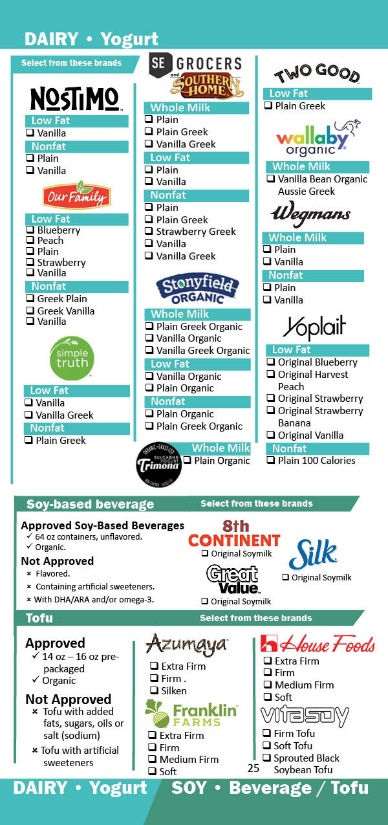 DAIRY • Yogurt
Select from these brands
NOSTIMO
Low Fat
Vanilla
Nonfat
Plain
Vanilla
Our Family
Low Fat
Blueberry
Peach
Plain
Strawberry
Vanilla
Nonfat
Greek Plain
Greek Vanilla
Vanilla
simple
truth
Low Fat
Vanilla
Vanilla Greek
Nonfat
Plain Greek
SE GROCERS
and SOUTHERN
HOME
Whole Milk
Plain
Plain Greek
Vanilla Greek
Low Fat
Plain
Vanilla
Nonfat
Plain
Plain Greek
Strawberry Greek
Vanilla
Vanilla Greek
Stonyfield
ORGANIC
Whole Milk
Plain Greek Organic
Vanilla Organic
Vanilla Greek Organic
Low Fat
Vanilla Organic
Plain Organic
Nonfat
Plain Organic
Plain Greek Organic
Trimona
Whole Milk
Plain Organic
TWO GOOD
Low Fat
Plain Greek
wallaby
organic
Whole Milk
Vanilla Bean Organic
Aussie Greek
Wegmans
Whole Milk
Plain
Vanilla
Nonfat
Plain
Vanilla
Yoplait
Low Fat
Original Blueberry
Original Harvest
Peach
Original Strawberry
Original Strawberry
Banana
Original Vanilla
Nonfat
Plain 100 Calories
Soy-based beverage
Select from these brands
Approved Soy-Based Beverages
✓ 64 oz containers, unflavored.
✓ Organic.
Not Approved
× Flavored.
× Containing artificial sweeteners.
× With DHA/ARA and/or omega-3.
8th
CONTINENT
Original Soymilk
Great
Value
Original Soymilk
Silk
Original Soymilk
Tofu
Select from these brands
Approved
✓ 14 oz – 16 oz pre-
packaged
✓ Organic
Not Approved
× Tofu with added
fats, sugars, oils or
salt (sodium)
× Tofu with artificial
sweeteners
Azumaya
Extra Firm
Firm .
Silken
Franklin
FARMS
Extra Firm
Firm
Medium Firm
Soft
House Foods
Extra Firm
Firm
Medium Firm
Soft
vitasoy
Firm Tofu
Soft Tofu
Sprouted Black
Soybean Tofu
25
DAIRY • Yogurt
SOY • Beverage / Tofu